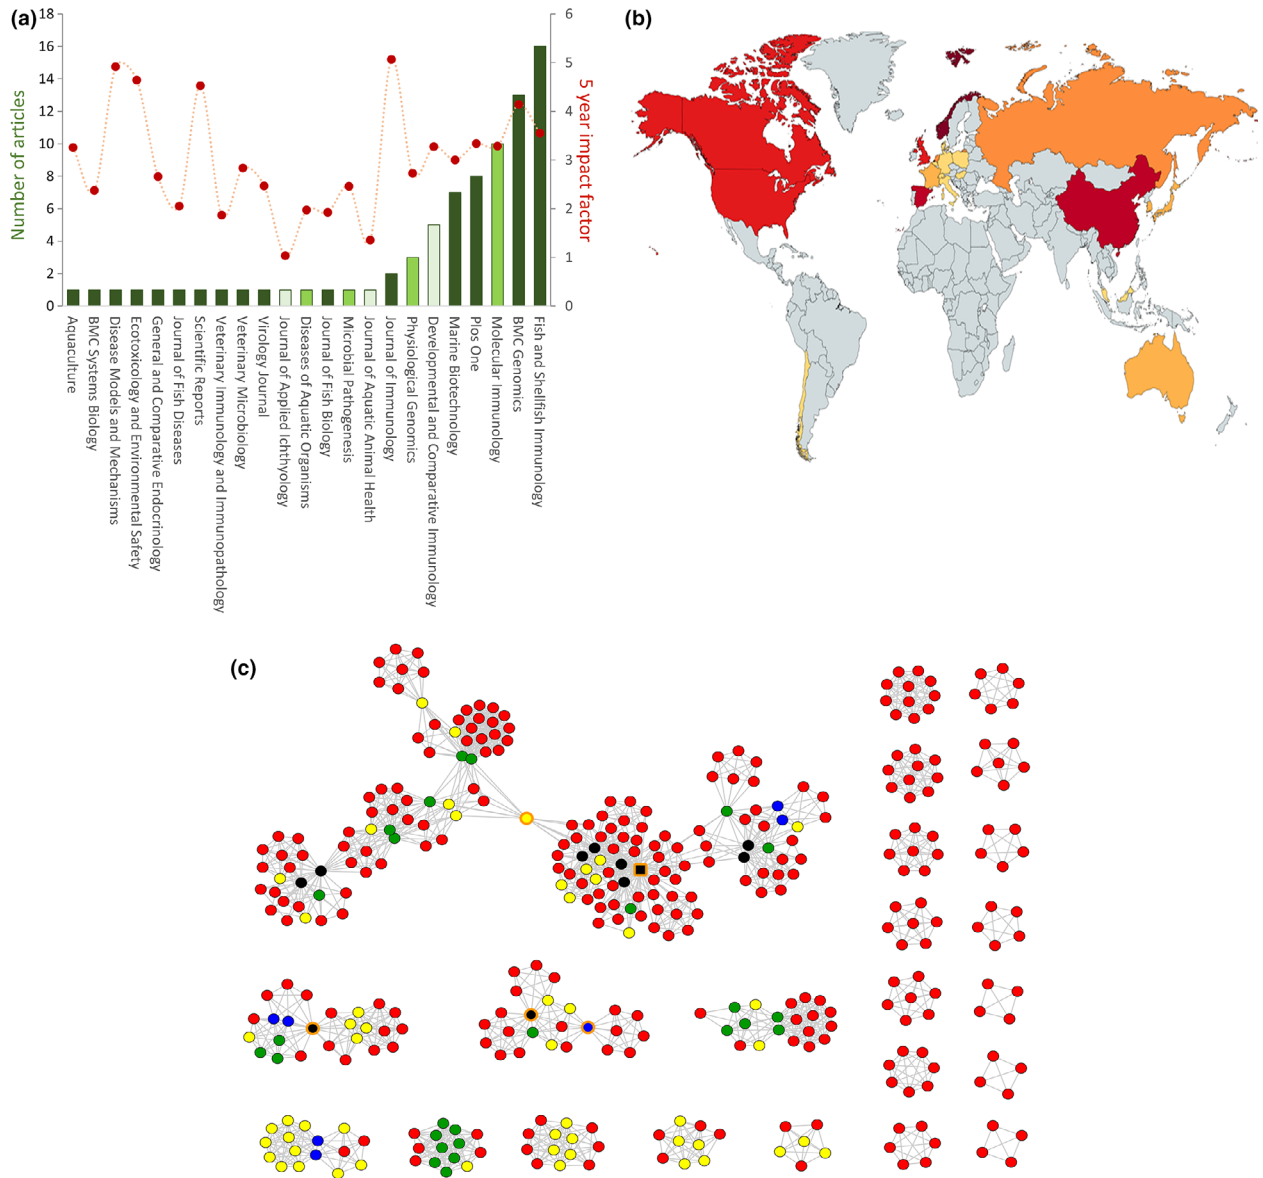 (a)
18
16
14
12
10
8
6
4
2
0
Number of articles
6
5
4
3
2
1
0
5 year impact factor
Aquaculture
BMC Systems Biology
Disease Models and Mechanisms
Ecotoxicology and Environmental Safety
General and Comparative Endocrinology
Journal of Fish Diseases
Scientific Reports
Veterinary Immunology and Immunopathology
Veterinary Microbiology
Virology Journal
Journal of Applied Ichthyology
Diseases of Aquatic Organisms
Journal of Fish Biology
Microbial Pathogenesis
Journal of Aquatic Animal Health
Journal of Immunology
Physiological Genomics
Developmental and Comparative Immunology
Marine Biotechnology
Plos One
Molecular Immunology
BMC Genomics
Fish and Shellfish Immunology
(b)
(c)